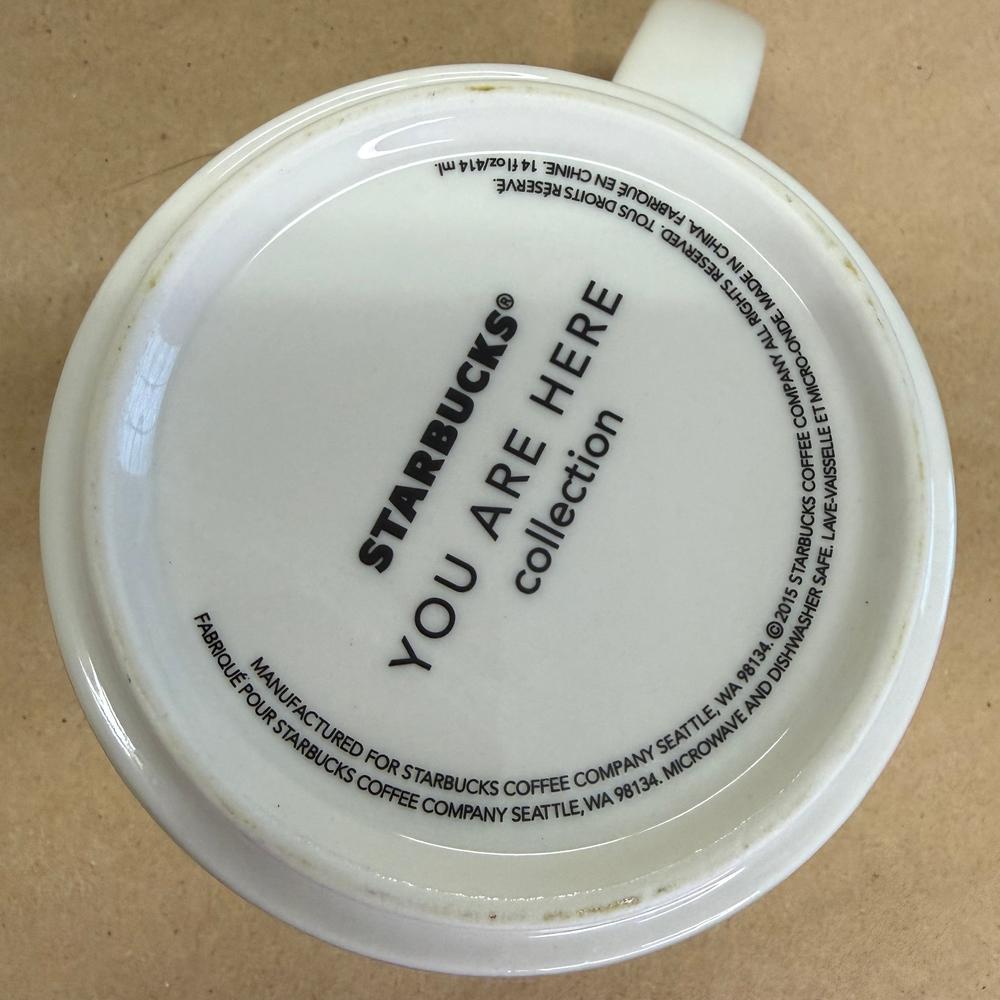 STARBUCKS®
YOU ARE HERE
collection
MANUFACTURED FOR STARBUCKS COFFEE COMPANY SEATTLE, WA 98134. ©2015 STARBUCKS COFFEE COMPANY ALL RIGHTS RESERVED. TOUS DROITS RÉSERVÉ.
FABRIQUÉ POUR STARBUCKS COFFEE COMPANY SEATTLE, WA 98134. MICROWAVE AND DISHWASHER SAFE. LAVE-VAISSELLE ET MICRO-ONDE. MADE IN CHINA. FABRIQUÉ EN CHINE. 14 fl oz/414 ml.